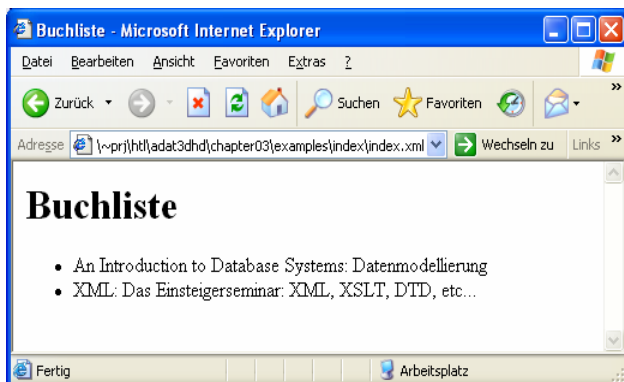 Buchliste - Microsoft Internet Explorer
Datei Bearbeiten Ansicht Favoriten Extras ?
Zurück Suchen Favoriten »
Adresse \~prj\htl\adat3dhd\chapter03\examples\index\index.xml Wechseln zu Links »
Buchliste
• An Introduction to Database Systems: Datenmodellierung
• XML: Das Einsteigerseminar: XML, XSLT, DTD, etc...
Fertig Arbeitsplatz